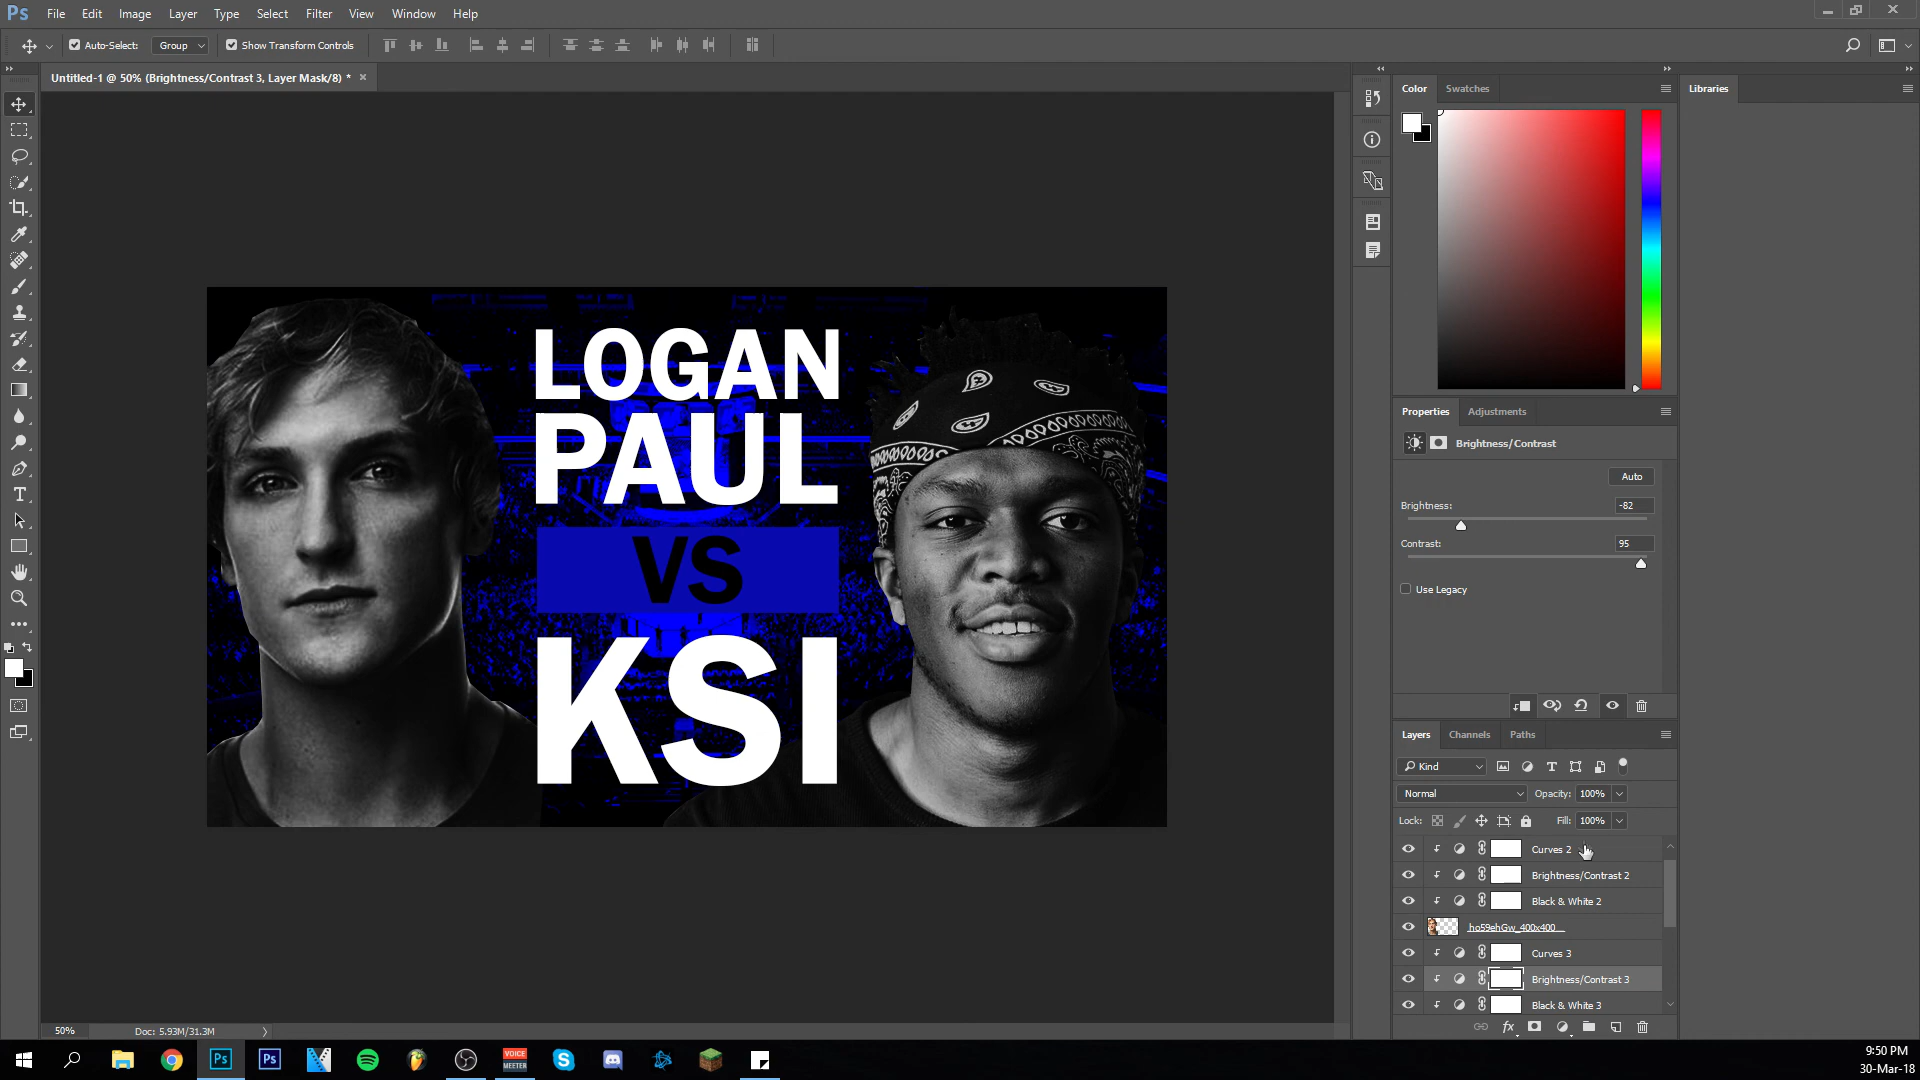 Ps File Edit Image Layer Type Select Filter View Window Help
Auto-Select: Group Show Transform Controls
Untitled-1 @ 50% (Brightness/Contrast 3, Layer Mask/8) *
Color Swatches
Libraries
LOGAN
PAUL
VS
KSI
Properties Adjustments
Brightness/Contrast
Auto
Brightness: -82
Contrast: 95
Use Legacy
Layers Channels Paths
Kind
Normal Opacity: 100%
Lock: Fill: 100%
Curves 2
Brightness/Contrast 2
Black & White 2
ho59ehGw_400x400
Curves 3
Brightness/Contrast 3
Black & White 3
fx
50% Doc: 5.93M/31.3M
Ps Ps VOICE
MEETER
9:50 PM
30-Mar-18